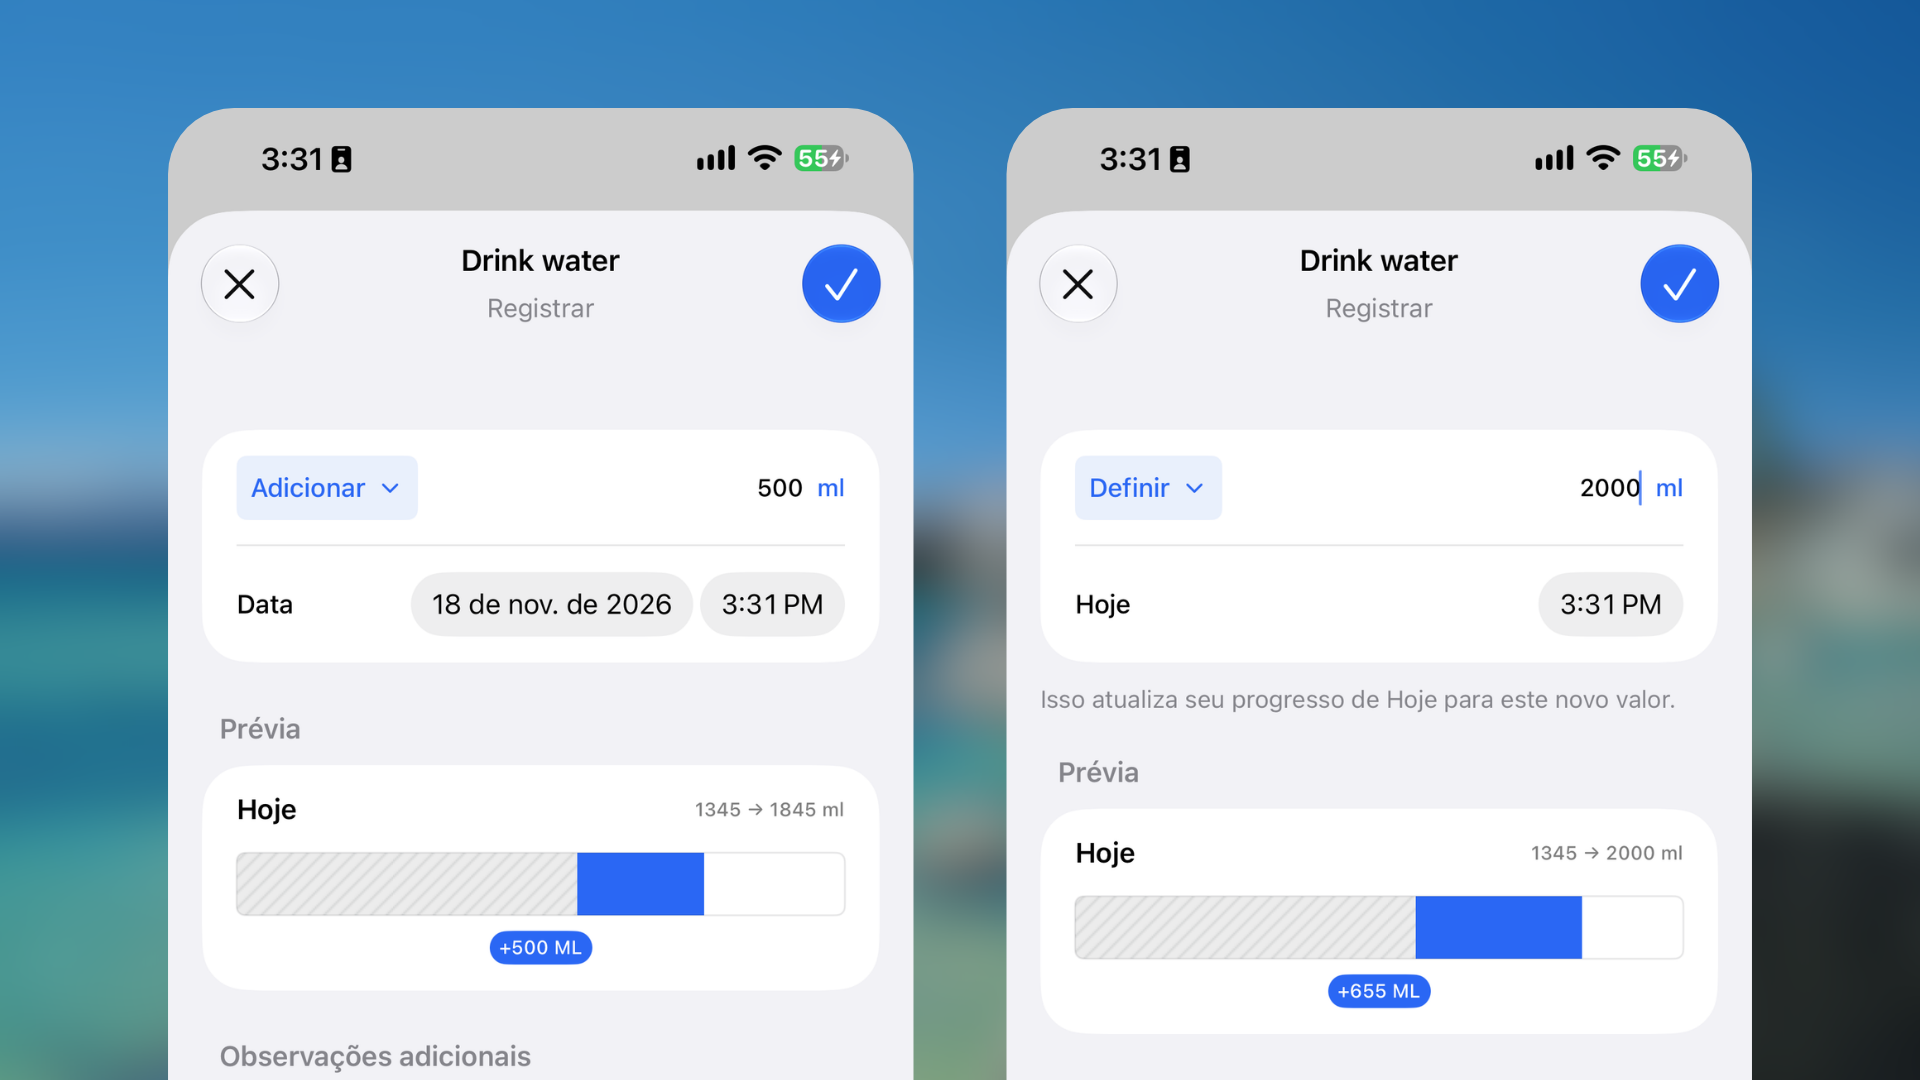 3:31
55
Drink water
Registrar
Adicionar
500 ml
Data
18 de nov. de 2026
3:31 PM
Prévia
Hoje
1345 → 1845 ml
+500 ML
Observações adicionais
3:31
55
Drink water
Registrar
Definir
2000 ml
Hoje
3:31 PM
Isso atualiza seu progresso de Hoje para este novo valor.
Prévia
Hoje
1345 → 2000 ml
+655 ML